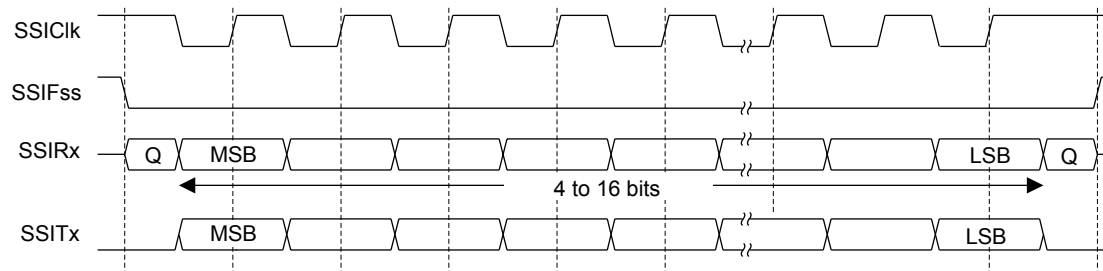 SSIClk
SSIFss
SSIRx Q MSB LSB Q
4 to 16 bits
SSITx MSB LSB